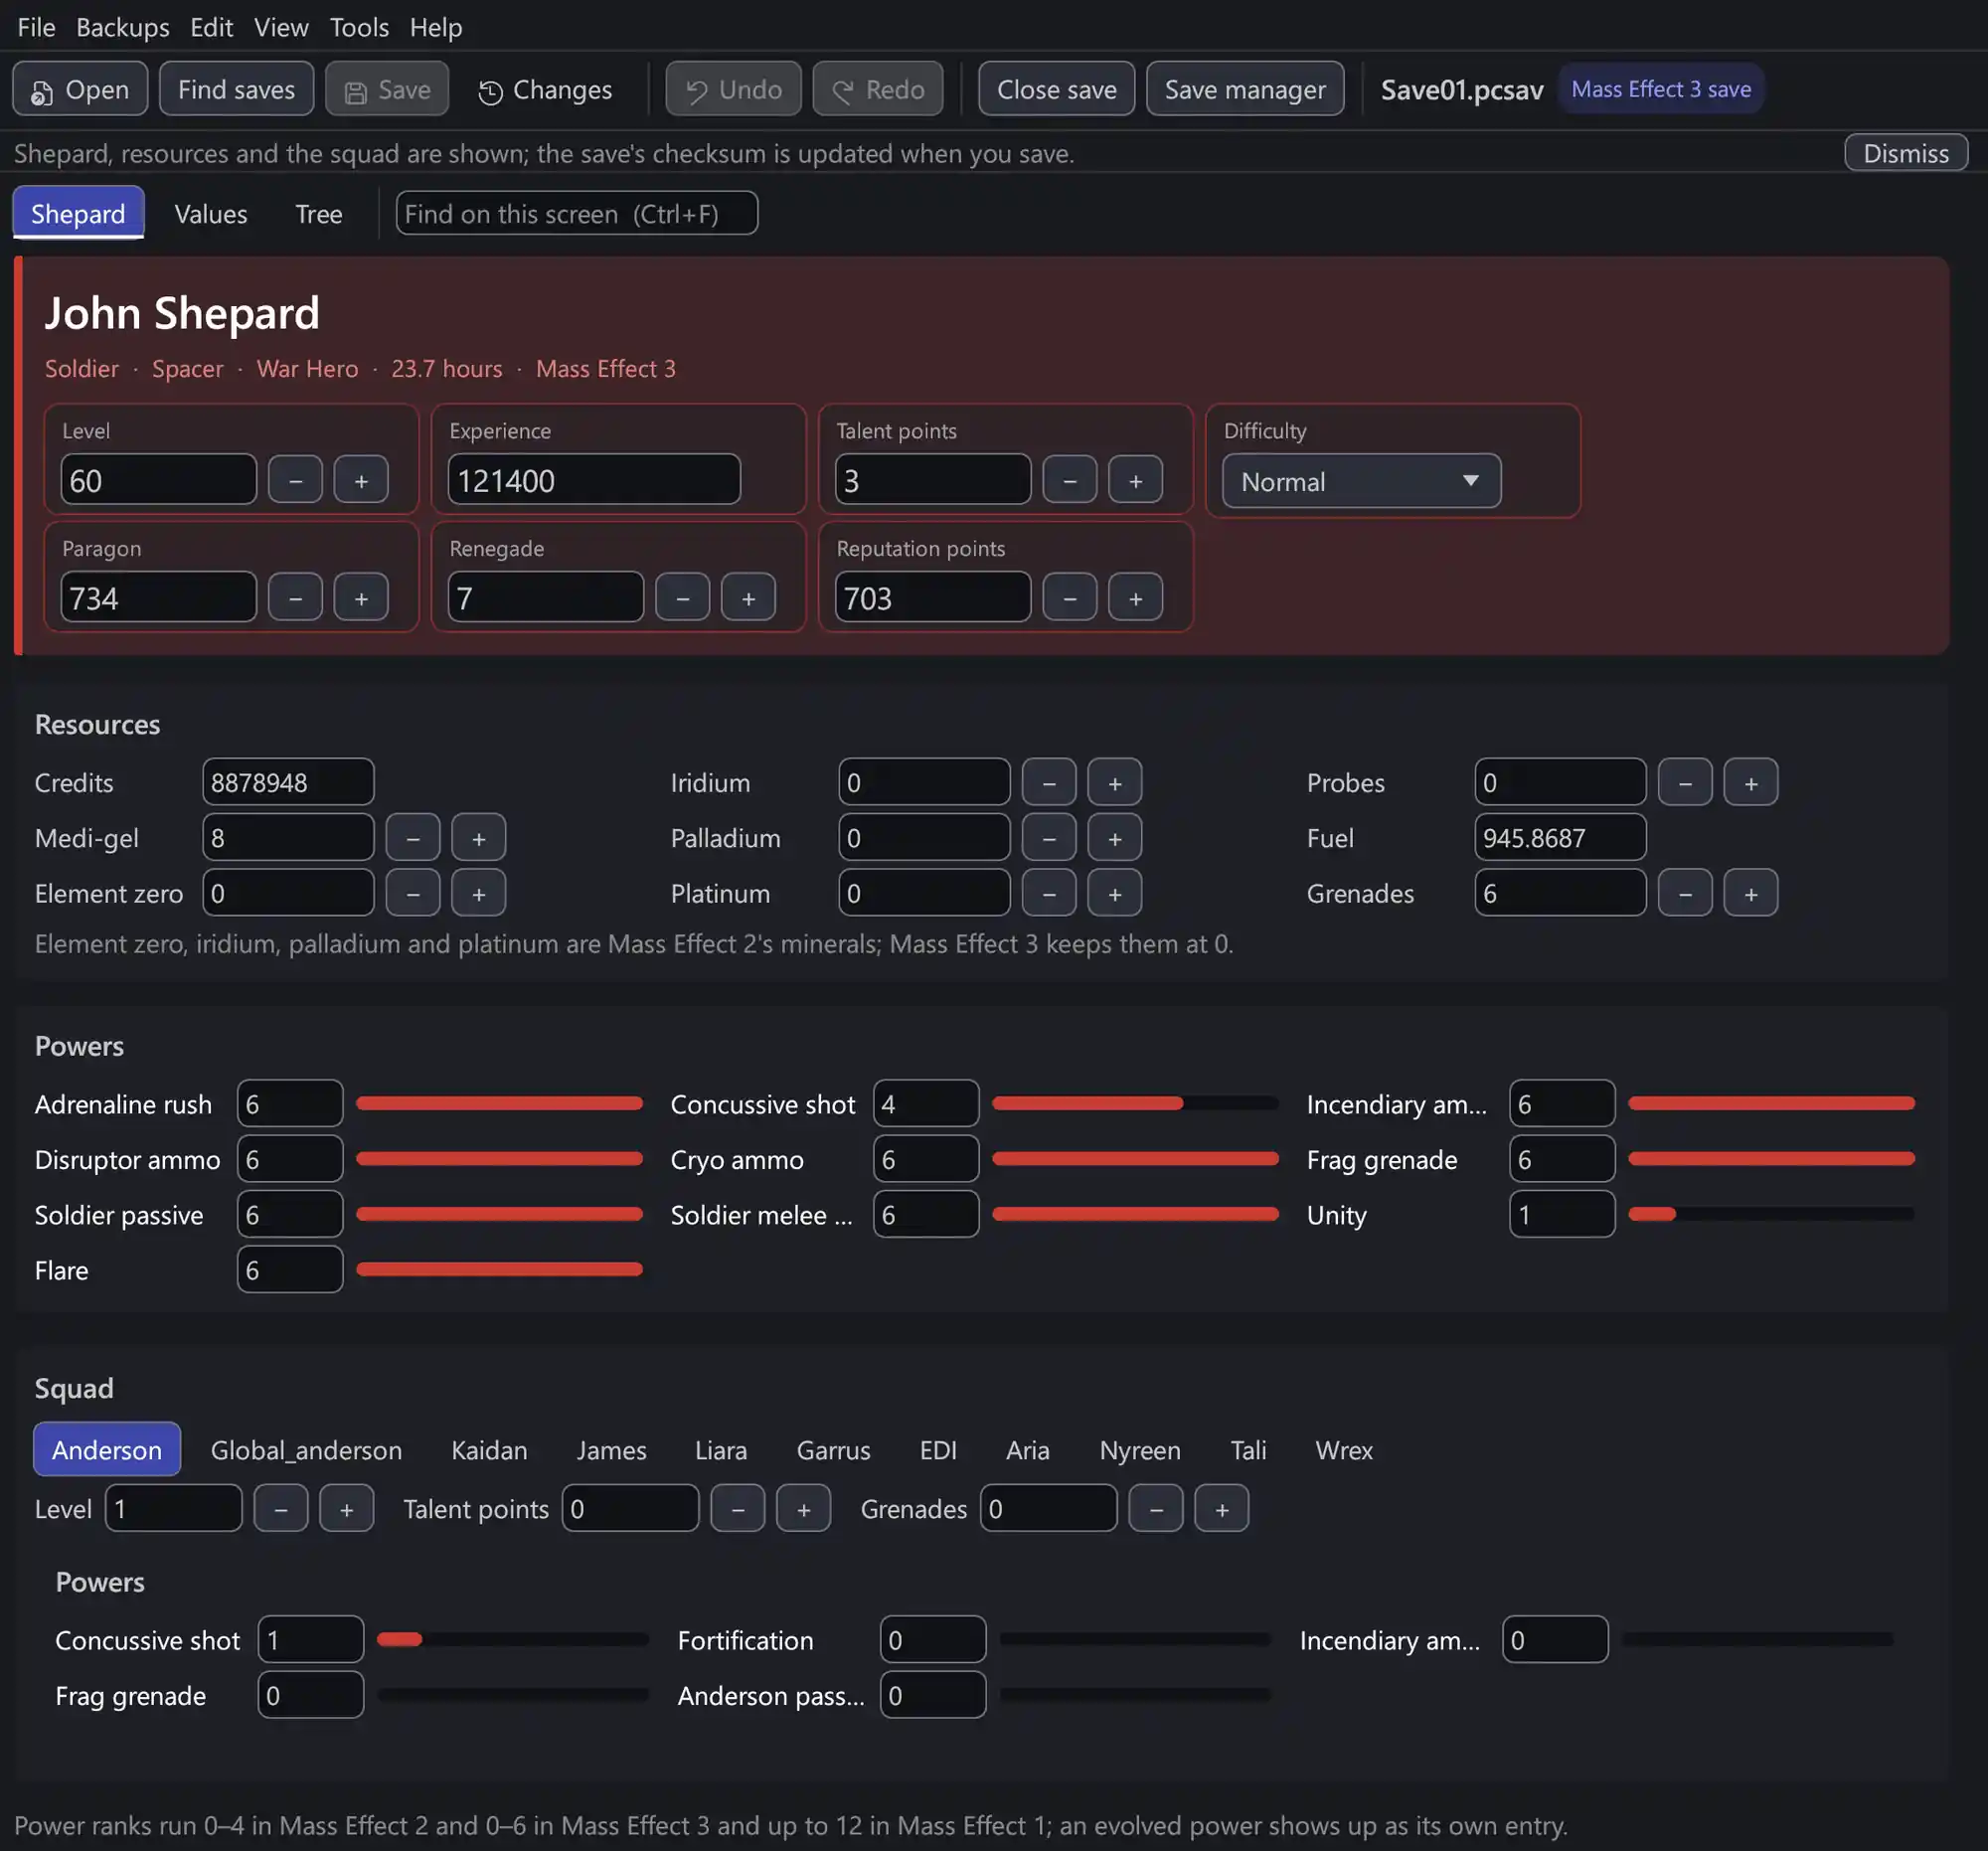 File Backups Edit View Tools Help
Open Find saves Save Changes Undo Redo Close save Save manager Save01.pcsav Mass Effect 3 save
Shepard, resources and the squad are shown; the save's checksum is updated when you save. Dismiss
Shepard Values Tree Find on this screen (Ctrl+F)
John Shepard
Soldier · Spacer · War Hero · 23.7 hours · Mass Effect 3
Level Experience Talent points Difficulty
60 − + 121400 3 − + Normal
Paragon Renegade Reputation points
734 − + 7 − + 703 − +
Resources
Credits 8878948 Iridium 0 − + Probes 0 − +
Medi-gel 8 − + Palladium 0 − + Fuel 945.8687
Element zero 0 − + Platinum 0 − + Grenades 6 − +
Element zero, iridium, palladium and platinum are Mass Effect 2's minerals; Mass Effect 3 keeps them at 0.
Powers
Adrenaline rush 6 Concussive shot 4 Incendiary am... 6
Disruptor ammo 6 Cryo ammo 6 Frag grenade 6
Soldier passive 6 Soldier melee ... 6 Unity 1
Flare 6
Squad
Anderson Global_anderson Kaidan James Liara Garrus EDI Aria Nyreen Tali Wrex
Level 1 − + Talent points 0 − + Grenades 0 − +
Powers
Concussive shot 1 Fortification 0 Incendiary am... 0
Frag grenade 0 Anderson pass... 0
Power ranks run 0–4 in Mass Effect 2 and 0–6 in Mass Effect 3 and up to 12 in Mass Effect 1; an evolved power shows up as its own entry.